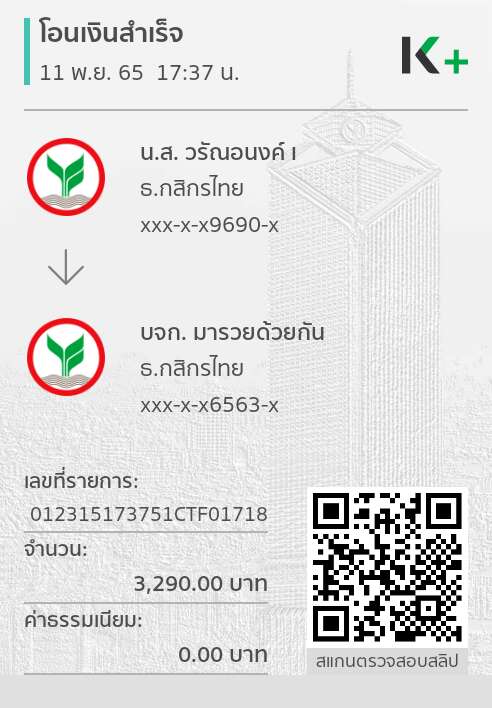 โอนเงินสำเร็จ
11 พ.ย. 65 17:37 น.
K+
น.ส. วรัณอนงค์ เ
ธ.กสิกรไทย
xxx-x-x9690-x
บจก. มารวยด้วยกัน
ธ.กสิกรไทย
xxx-x-x6563-x
เลขที่รายการ:
012315173751CTF01718
จำนวน:
3,290.00 บาท
ค่าธรรมเนียม:
0.00 บาท
สแกนตรวจสอบสลิป